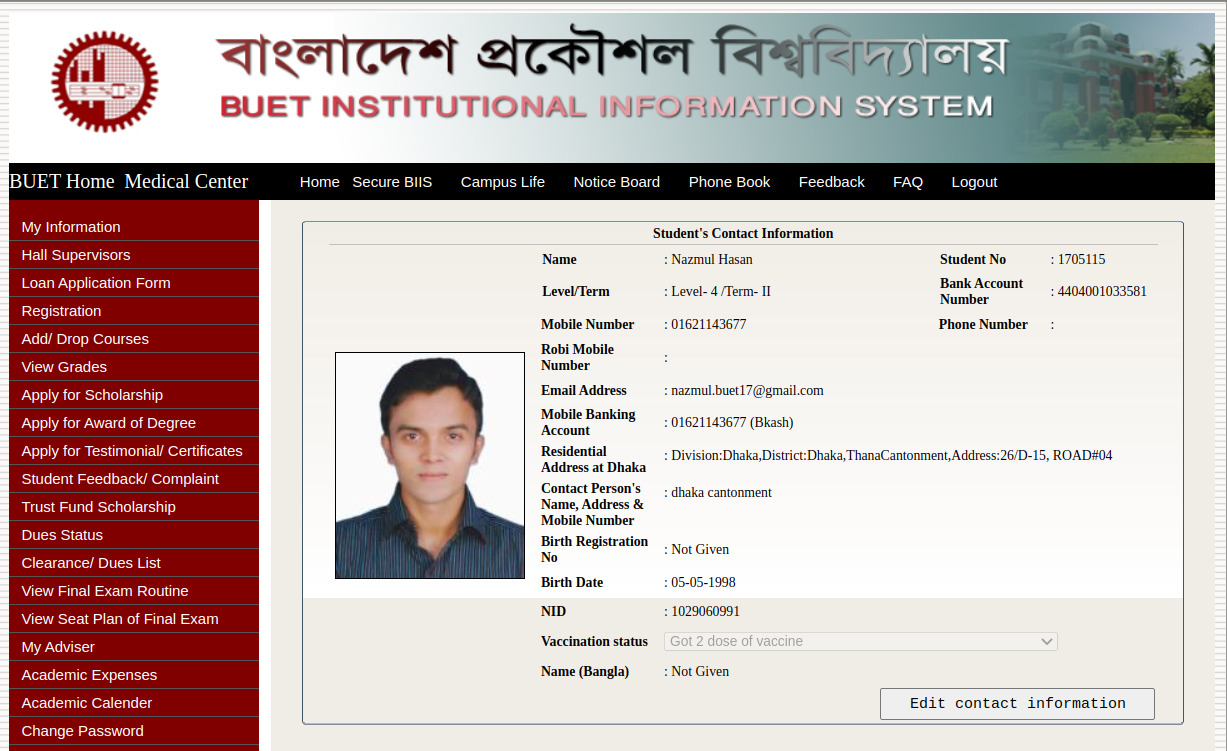 বাংলাদেশ প্রকৌশল বিশ্ববিদ্যালয়
BUET INSTITUTIONAL INFORMATION SYSTEM
BUET Home Medical Center Home Secure BIIS Campus Life Notice Board Phone Book Feedback FAQ Logout
My Information
Hall Supervisors
Loan Application Form
Registration
Add/ Drop Courses
View Grades
Apply for Scholarship
Apply for Award of Degree
Apply for Testimonial/ Certificates
Student Feedback/ Complaint
Trust Fund Scholarship
Dues Status
Clearance/ Dues List
View Final Exam Routine
View Seat Plan of Final Exam
My Adviser
Academic Expenses
Academic Calender
Change Password
Student's Contact Information
Name : Nazmul Hasan Student No : 1705115
Level/Term : Level- 4 /Term- II Bank Account
Number : 4404001033581
Mobile Number : 01621143677 Phone Number :
Robi Mobile
Number :
Email Address : nazmul.buet17@gmail.com
Mobile Banking
Account : 01621143677 (Bkash)
Residential
Address at Dhaka : Division:Dhaka,District:Dhaka,ThanaCantonment,Address:26/D-15, ROAD#04
Contact Person's : dhaka cantonment
Name, Address &
Mobile Number
Birth Registration
No : Not Given
Birth Date : 05-05-1998
NID : 1029060991
Vaccination status Got 2 dose of vaccine
Name (Bangla) : Not Given
Edit contact information